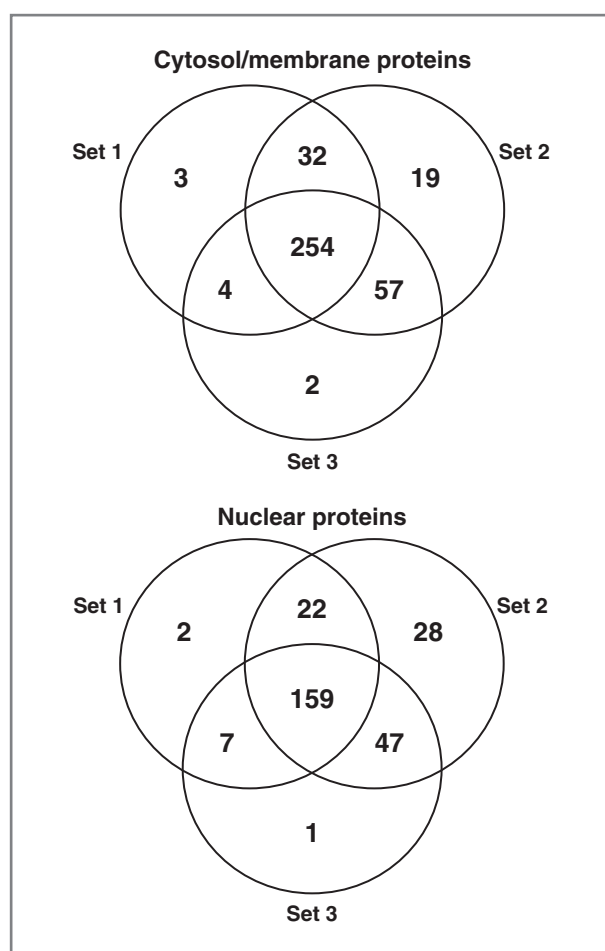 Cytosol/membrane proteins
Set 1
Set 2
3
32
19
254
4
57
2
Set 3
Nuclear proteins
Set 1
Set 2
2
22
28
159
7
47
1
Set 3